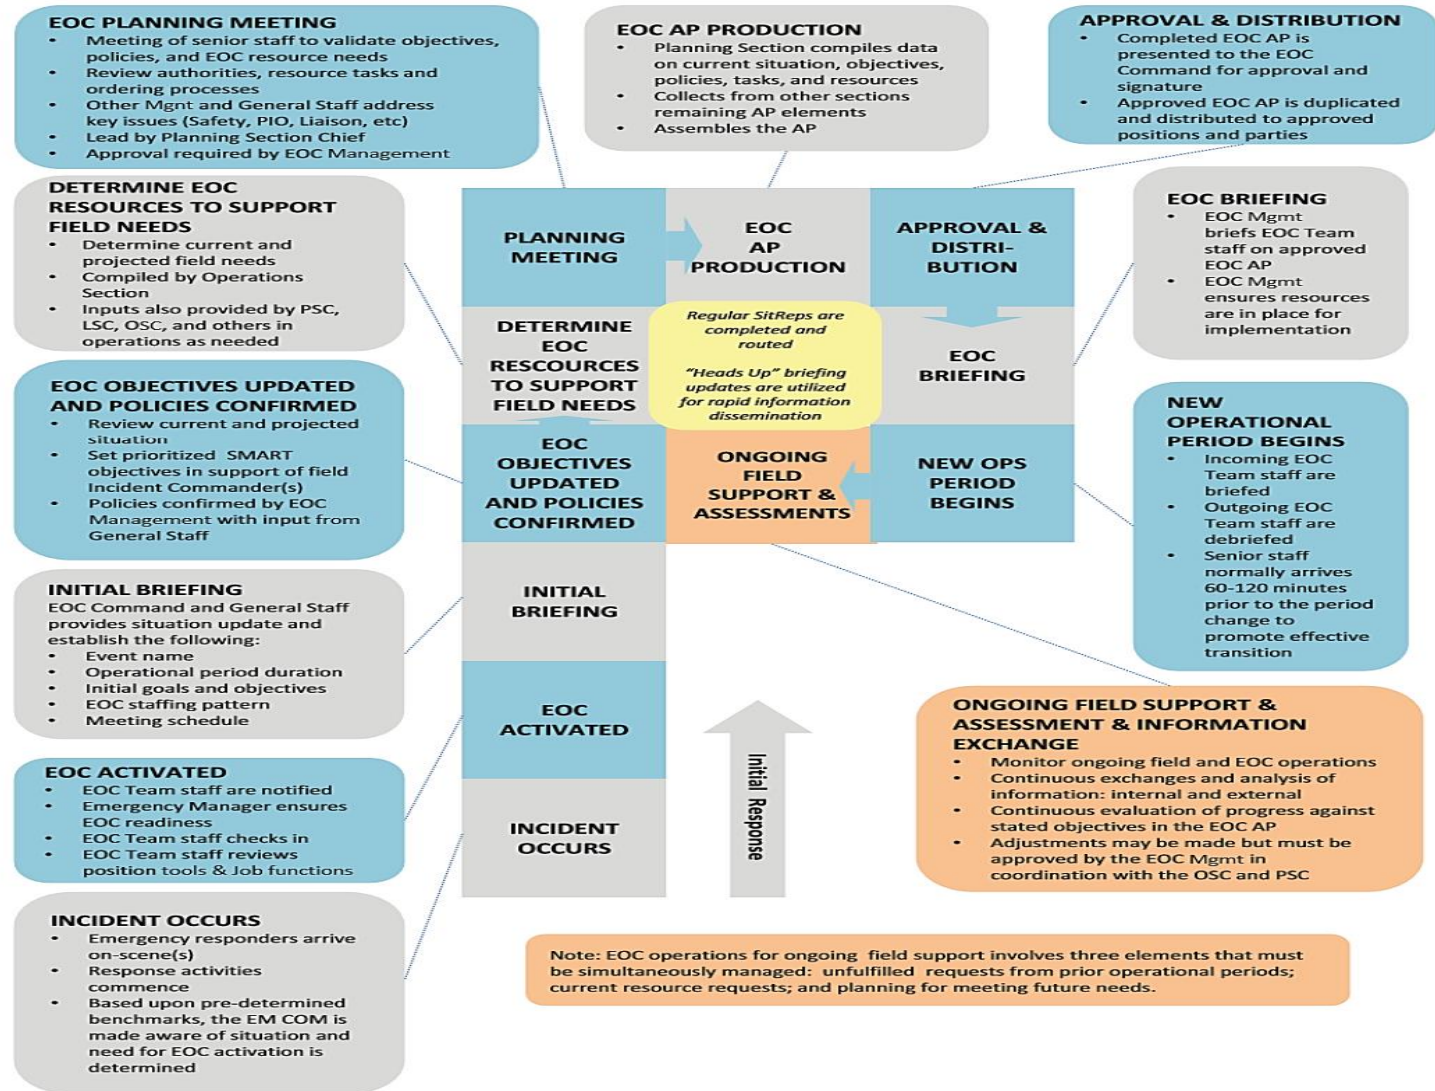 EOC PLANNING MEETING
• Meeting of senior staff to validate objectives,
policies, and EOC resource needs
• Review authorities, resource tasks and
ordering processes
• Other Mgnt and General Staff address
key issues (Safety, PIO, Liaison, etc)
• Lead by Planning Section Chief
• Approval required by EOC Management
EOC AP PRODUCTION
• Planning Section compiles data
on current situation, objectives,
policies, tasks, and resources
• Collects from other sections
remaining AP elements
• Assembles the AP
APPROVAL & DISTRIBUTION
• Completed EOC AP is
presented to the EOC
Command for approval and
signature
• Approved EOC AP is duplicated
and distributed to approved
positions and parties
DETERMINE EOC
RESOURCES TO SUPPORT
FIELD NEEDS
• Determine current and
projected field needs
• Compiled by Operations
Section
• Inputs also provided by PSC,
LSC, OSC, and others in
operations as needed
EOC OBJECTIVES UPDATED
AND POLICIES CONFIRMED
• Review current and projected
situation
• Set prioritized SMART
objectives in support of field
Incident Commander(s)
• Policies confirmed by EOC
Management with input from
General Staff
INITIAL BRIEFING
EOC Command and General Staff
provides situation update and
establish the following:
• Event name
• Operational period duration
• Initial goals and objectives
• EOC staffing pattern
• Meeting schedule
EOC ACTIVATED
• EOC Team staff are notified
• Emergency Manager ensures
EOC readiness
• EOC Team staff checks in
• EOC Team staff reviews
position tools & Job functions
INCIDENT OCCURS
• Emergency responders arrive
on-scene(s)
• Response activities
commence
• Based upon pre-determined
benchmarks, the EM COM is
made aware of situation and
need for EOC activation is
determined
PLANNING
MEETING
EOC
AP
PRODUCTION
APPROVAL &
DISTRI-
BUTION
DETERMINE
EOC
RESCOURCES
TO SUPPORT
FIELD NEEDS
Regular SitReps are
completed and
routed
"Heads Up" briefing
updates are utilized
for rapid information
dissemination
EOC
BRIEFING
EOC
OBJECTIVES
UPDATED
AND POLICIES
CONFIRMED
ONGOING
FIELD
SUPPORT &
ASSESSMENTS
NEW OPS
PERIOD
BEGINS
INITIAL
BRIEFING
EOC
ACTIVATED
INCIDENT
OCCURS
Initial Response
EOC BRIEFING
• EOC Mgmt
briefs EOC Team
staff on approved
EOC AP
• EOC Mgmt
ensures resources
are in place for
implementation
NEW
OPERATIONAL
PERIOD BEGINS
• Incoming EOC
Team staff are
briefed
• Outgoing EOC
Team staff are
debriefed
• Senior staff
normally arrives
60-120 minutes
prior to the period
change to
promote effective
transition
ONGOING FIELD SUPPORT &
ASSESSMENT & INFORMATION
EXCHANGE
• Monitor ongoing field and EOC operations
• Continuous exchanges and analysis of
information: internal and external
• Continuous evaluation of progress against
stated objectives in the EOC AP
• Adjustments may be made but must be
approved by the EOC Mgmt in
coordination with the OSC and PSC
Note: EOC operations for ongoing field support involves three elements that must
be simultaneously managed: unfulfilled requests from prior operational periods;
current resource requests; and planning for meeting future needs.